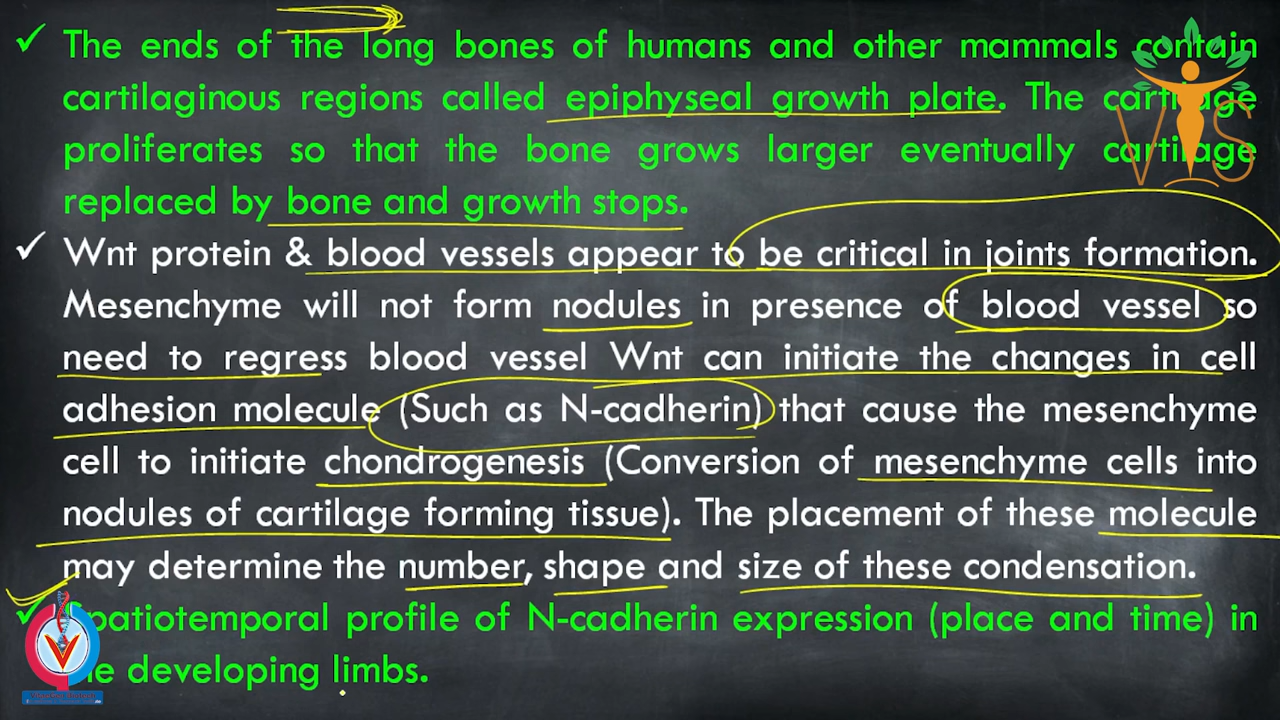 ✓ The ends of the long bones of humans and other mammals contain
cartilaginous regions called epiphyseal growth plate. The cartilage
proliferates so that the bone grows larger eventually cartilage
replaced by bone and growth stops.
✓ Wnt protein & blood vessels appear to be critical in joints formation.
Mesenchyme will not form nodules in presence of blood vessel so
need to regress blood vessel Wnt can initiate the changes in cell
adhesion molecule (Such as N-cadherin) that cause the mesenchyme
cell to initiate chondrogenesis (Conversion of mesenchyme cells into
nodules of cartilage forming tissue). The placement of these molecule
may determine the number, shape and size of these condensation.
✓ Spatiotemporal profile of N-cadherin expression (place and time) in
the developing limbs.
V S